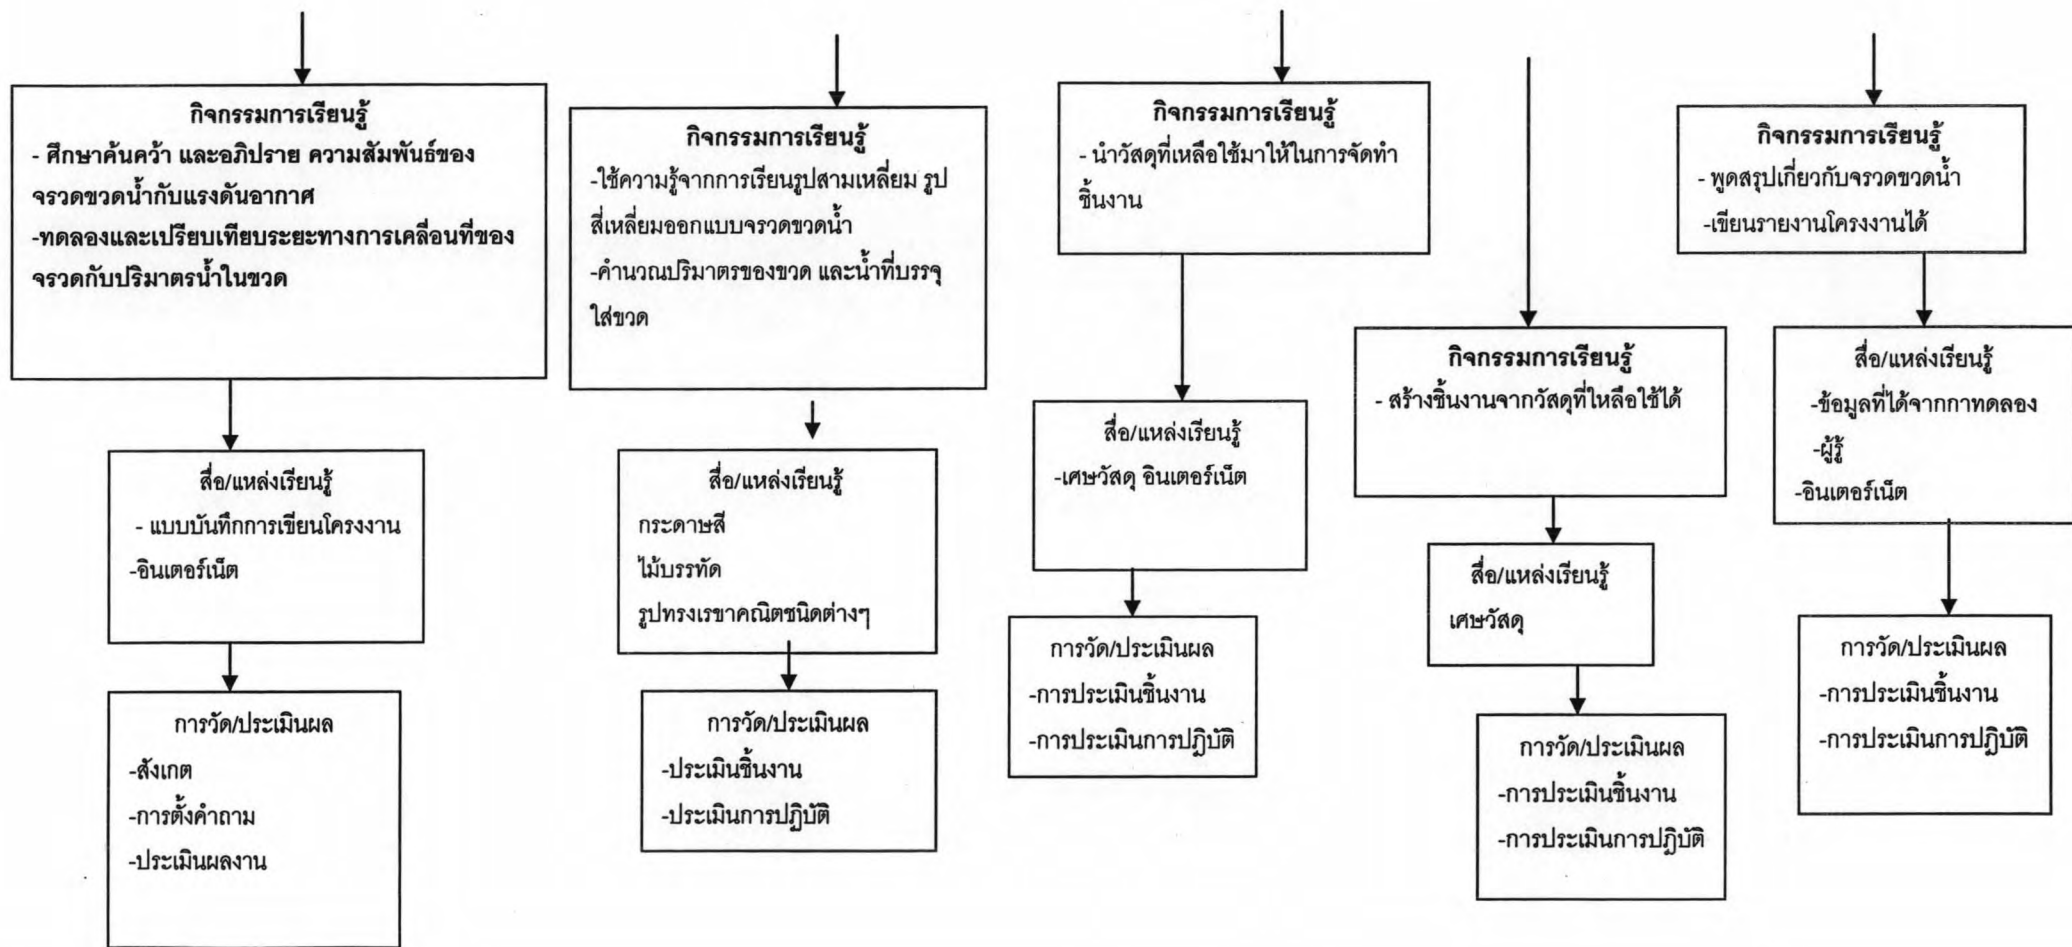 กิจกรรมการเรียนรู้
- ศึกษาค้นคว้า และอภิปราย ความสัมพันธ์ของ
จรวดขวดน้ำกับแรงดันอากาศ
-ทดลองและเปรียบเทียบระยะทางการเคลื่อนที่ของ
จรวดกับปริมาตรน้ำในขวด
สื่อ/แหล่งเรียนรู้
- แบบบันทึกการเขียนโครงงาน
-อินเตอร์เน็ต
การวัด/ประเมินผล
-สังเกต
-การตั้งคำถาม
-ประเมินผลงาน
กิจกรรมการเรียนรู้
-ใช้ความรู้จากการเรียนรูปสามเหลี่ยม รูป
สี่เหลี่ยมออกแบบจรวดขวดน้ำ
-คำนวณปริมาตรของขวด และน้ำที่บรรจุ
ใส่ขวด
สื่อ/แหล่งเรียนรู้
กระดาษสี
ไม้บรรทัด
รูปทรงเรขาคณิตชนิดต่างๆ
การวัด/ประเมินผล
-ประเมินชิ้นงาน
-ประเมินการปฏิบัติ
กิจกรรมการเรียนรู้
- นำวัสดุที่เหลือใช้มาให้ในการจัดทำ
ชิ้นงาน
สื่อ/แหล่งเรียนรู้
-เศษวัสดุ อินเตอร์เน็ต
การวัด/ประเมินผล
-การประเมินชิ้นงาน
-การประเมินการปฏิบัติ
กิจกรรมการเรียนรู้
- สร้างชิ้นงานจากวัสดุที่ใหลือใช้ได้
สื่อ/แหล่งเรียนรู้
เศษวัสดุ
การวัด/ประเมินผล
-การประเมินชิ้นงาน
-การประเมินการปฏิบัติ
กิจกรรมการเรียนรู้
- พูดสรุปเกี่ยวกับจรวดขวดน้ำ
-เขียนรายงานโครงงานได้
สื่อ/แหล่งเรียนรู้
-ข้อมูลที่ได้จากกาทดลอง
-ผู้รู้
-อินเตอร์เน็ต
การวัด/ประเมินผล
-การประเมินชิ้นงาน
-การประเมินการปฏิบัติ